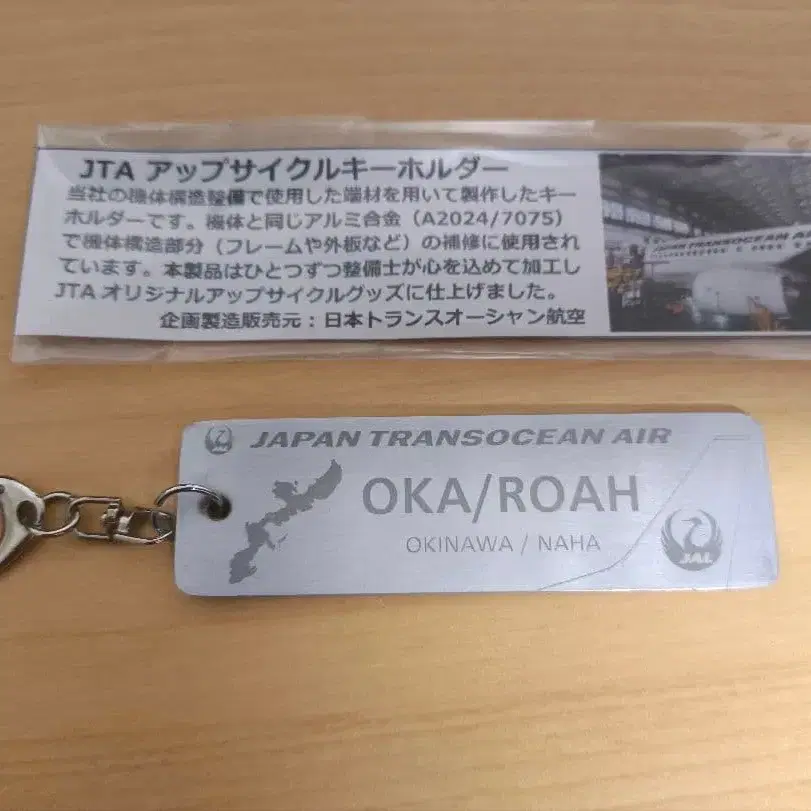 JTA アップサイクルキーホルダー
当社の機体構造整備で使用した端材を用いて製作したキー
ホルダーです。機体と同じアルミ合金（A2024/7075）
で機体構造部分（フレームや外板など）の補修に使用され
ています。本製品はひとつずつ整備士が心を込めて加工し
JTAオリジナルアップサイクルグッズに仕上げました。
企画製造販売元：日本トランスオーシャン航空
JAPAN TRANSOCEAN AIR
JAPAN TRANSOCEAN AIR
OKA/ROAH
OKINAWA / NAHA
JAL